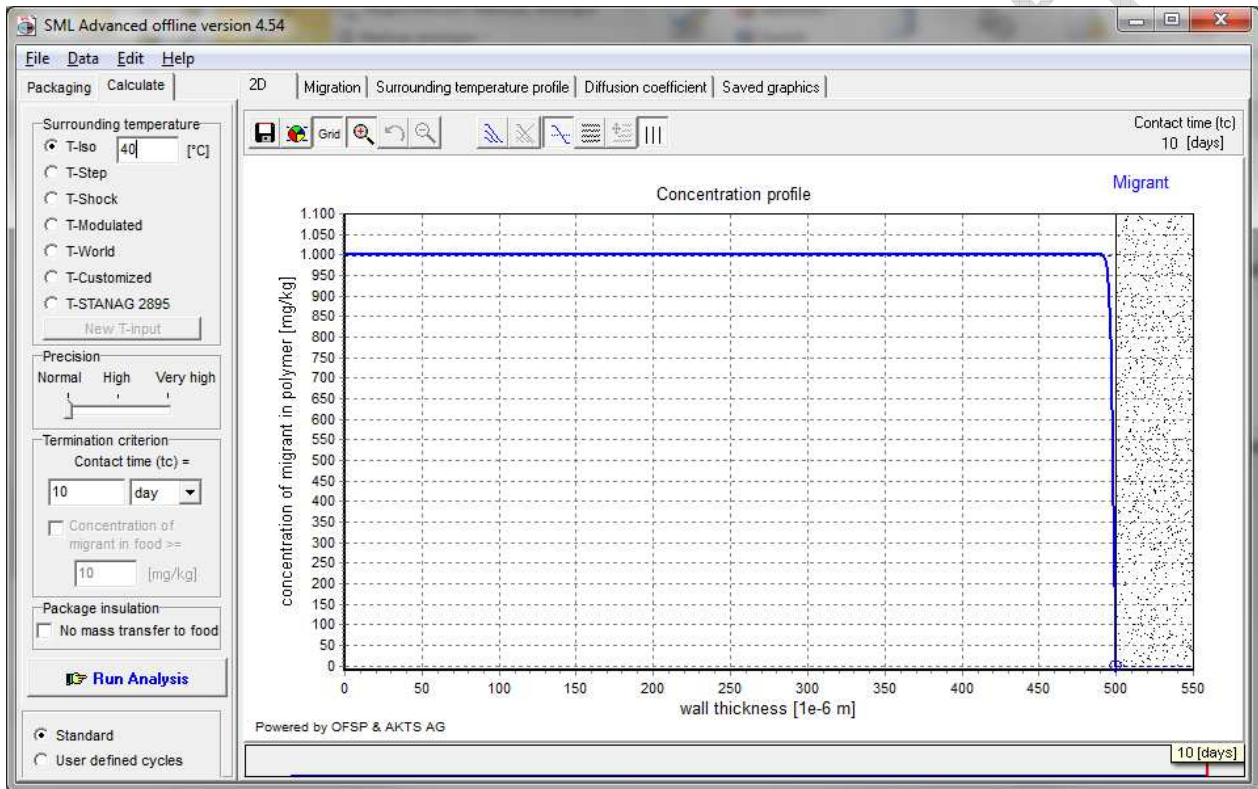 SML Advanced offline version 4.54
File Data Edit Help
Packaging Calculate 2D Migration Surrounding temperature profile Diffusion coefficient Saved graphics
Surrounding temperature
T-Iso 40 [°C]
T-Step
T-Shock
T-Modulated
T-World
T-Customized
T-STANAG 2895
New T-input
Precision
Normal High Very high
Termination criterion
Contact time (tc) =
10 day
Concentration of
migrant in food >=
10 [mg/kg]
Package insulation
No mass transfer to food
Run Analysis
Standard
User defined cycles
Grid
Contact time (tc)
10 [days]
Migrant
Concentration profile
concentration of migrant in polymer [mg/kg]
1.100
1.050
1.000
950
900
850
800
750
700
650
600
550
500
450
400
350
300
250
200
150
100
50
0
0 50 100 150 200 250 300 350 400 450 500 550
wall thickness [1e-6 m]
Powered by OFSP & AKTS AG
10 [days]